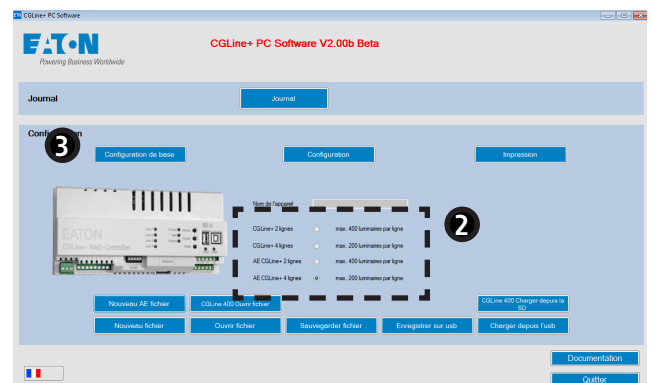 CGLine+ PC Software
EATON
Powering Business Worldwide
CGLine+ PC Software V2.00b Beta
Journal
Journal
3
Configuration de base
Configuration
Impression
Nom de l'appareil
2
CGLine+ 2 lignes max. 400 luminaires par ligne
CGLine+ 4 lignes max. 200 luminaires par ligne
AE CGLine+ 2 lignes max. 400 luminaires par ligne
AE CGLine+ 4 lignes max. 200 luminaires par ligne
EATON
CGLine+ Web-Controller
Nouveau AE fichier
CGLine 400 Ouvrir fichier
CGLine 400 Charger depuis la
SD
Nouveau fichier
Ouvrir fichier
Sauvegarder fichier
Enregistrer sur usb
Charger depuis l'usb
Documentation
Quitter